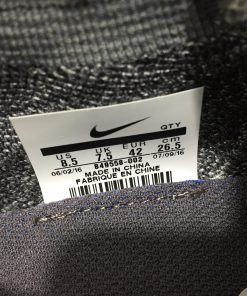 QTY
US UK EUR cm
8.5 7.5 42 26.5
06/02/16 07/09/16
849558-002
MADE IN CHINA
FABRIQUE EN CHINE